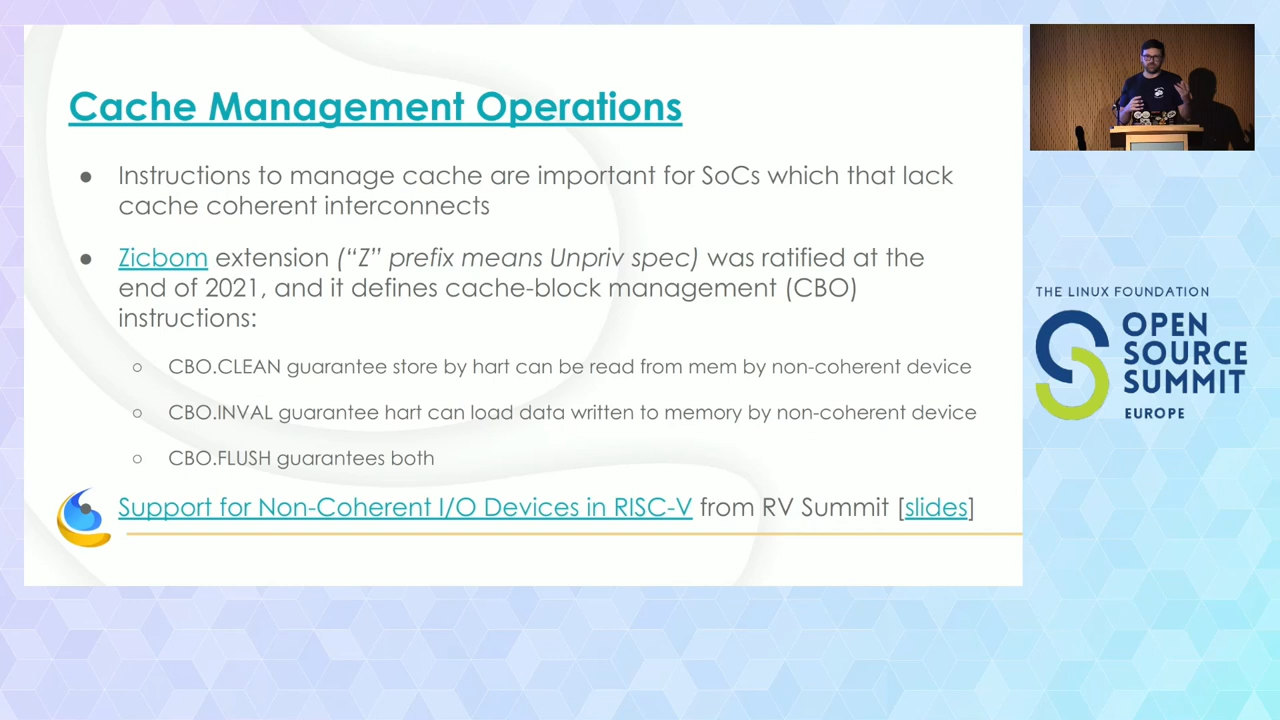 Cache Management Operations
● Instructions to manage cache are important for SoCs which that lack
cache coherent interconnects
● Zicbom extension (“Z” prefix means Unpriv spec) was ratified at the
end of 2021, and it defines cache-block management (CBO)
instructions:
○ CBO.CLEAN guarantee store by hart can be read from mem by non-coherent device
○ CBO.INVAL guarantee hart can load data written to memory by non-coherent device
○ CBO.FLUSH guarantees both
● Support for Non-Coherent I/O Devices in RISC-V from RV Summit [slides]
THE LINUX FOUNDATION
OPEN
SOURCE
SUMMIT
EUROPE